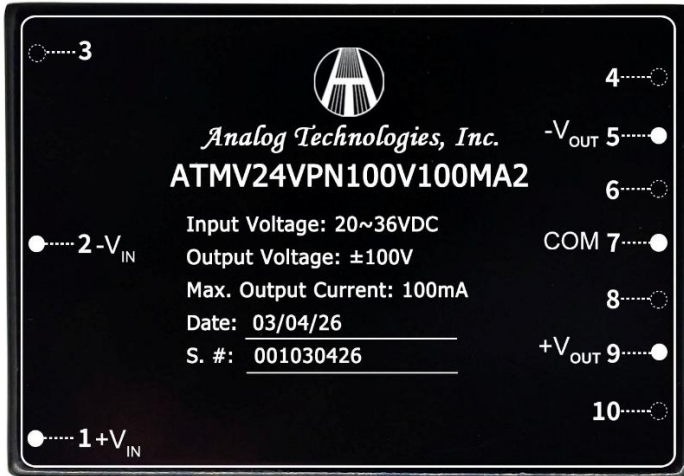 3
Analog Technologies, Inc.
ATMV24VPN100V100MA2
Input Voltage: 20~36VDC
Output Voltage: ±100V
Max. Output Current: 100mA
Date: 03/04/26
S. #: 001030426
2 -VIN
1 +VIN
4
-VOUT 5
6
COM 7
8
+VOUT 9
10